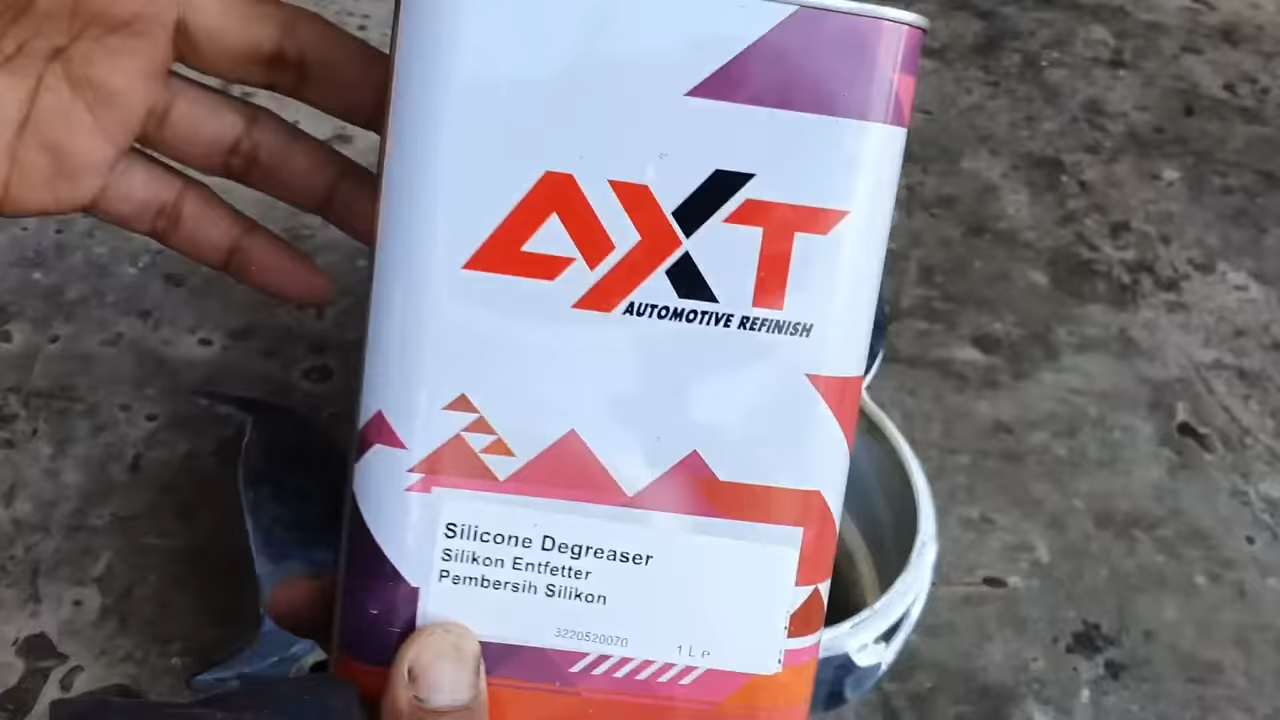 AXT
AUTOMOTIVE REFINISH
Silicone Degreaser
Silikon Entfetter
Pembersih Silikon
3220520070 1 L e